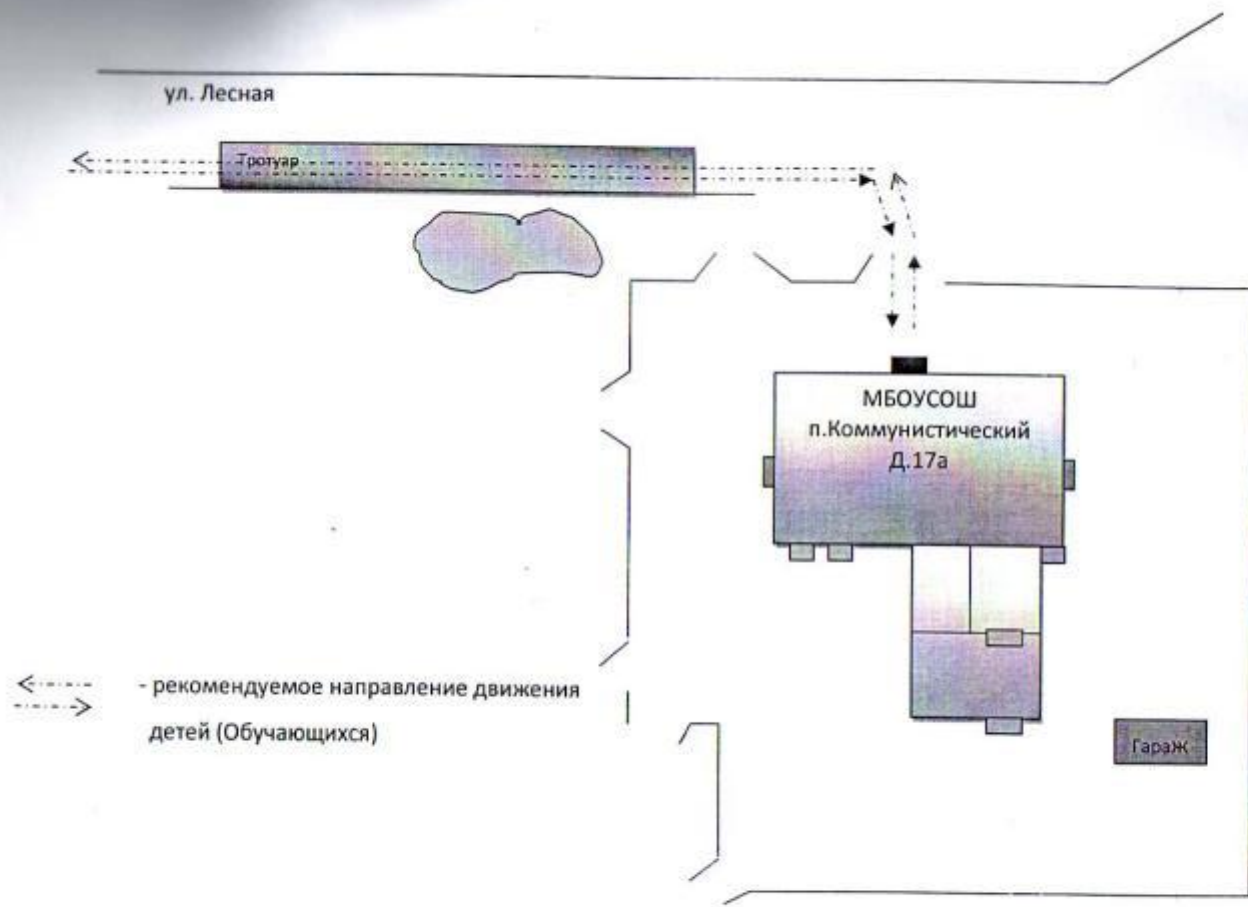 ул. Лесная
Тротуар
МБОУСОШ
п.Коммунистический
Д.17а
- рекомендуемое направление движения
детей (Обучающихся)
Гараж